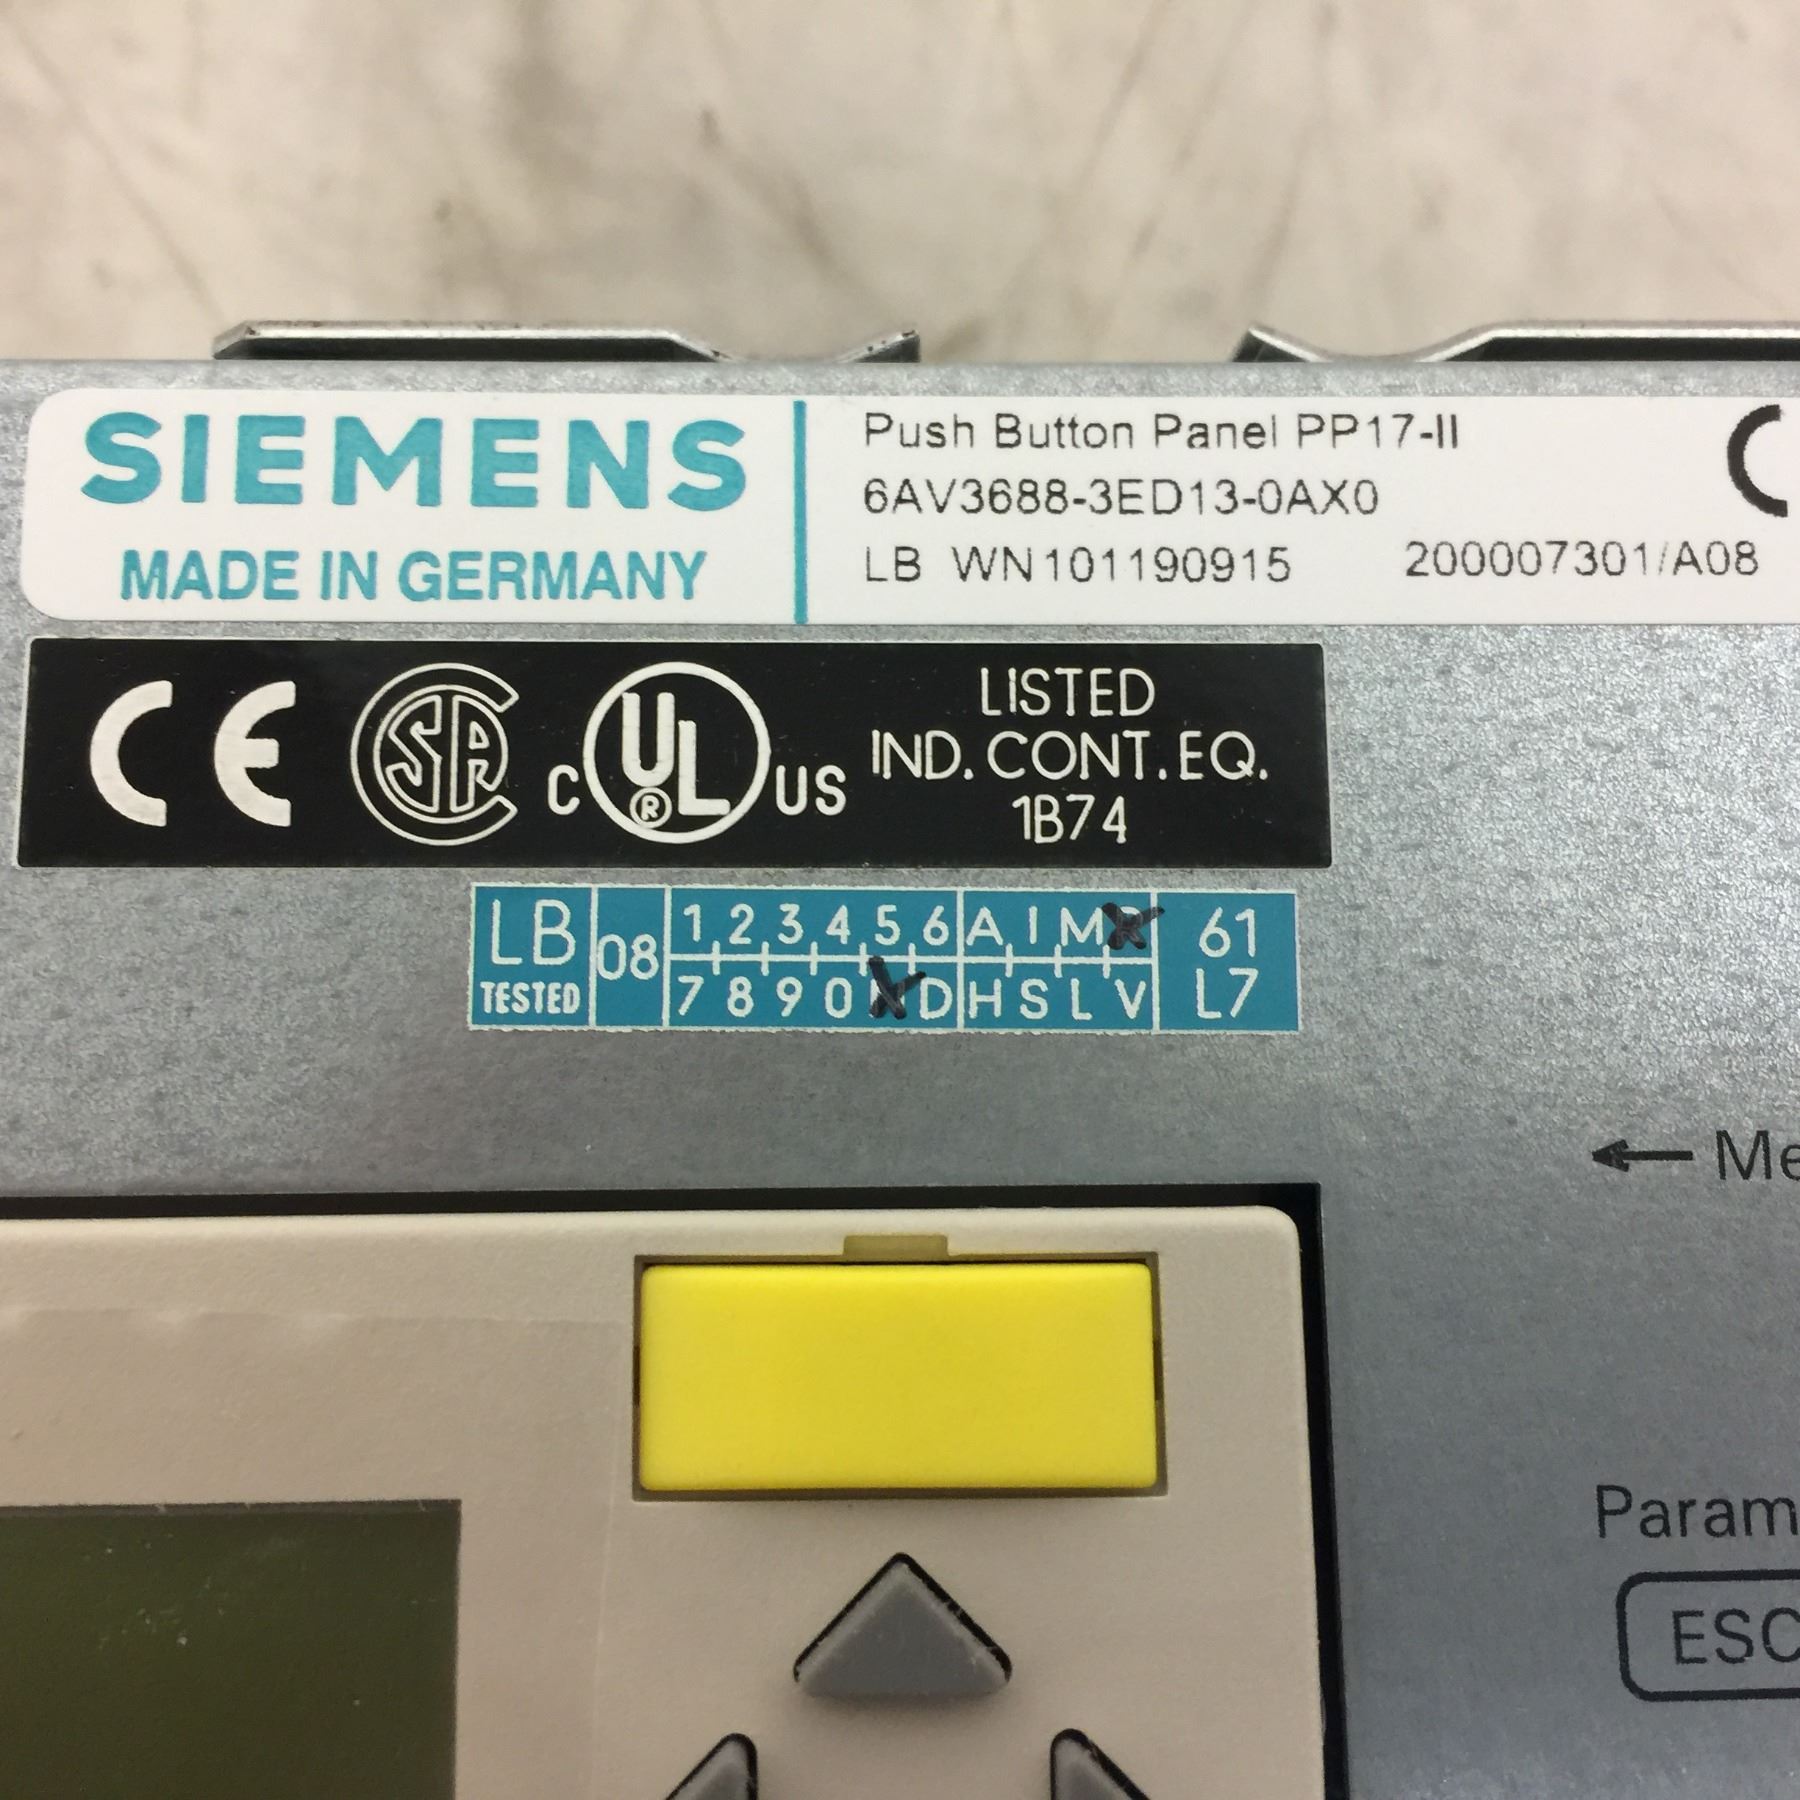 SIEMENS
MADE IN GERMANY
Push Button Panel PP17-II
6AV3688-3ED13-0AX0
LB WN101190915 200007301/A08
CE
SA
C UL ® US
LISTED
IND. CONT. EQ.
1B74
LB
TESTED
08
1 2 3 4 5 6 A I M
7 8 9 0 N D H S L V
61
L7
← Me
Param
ESC